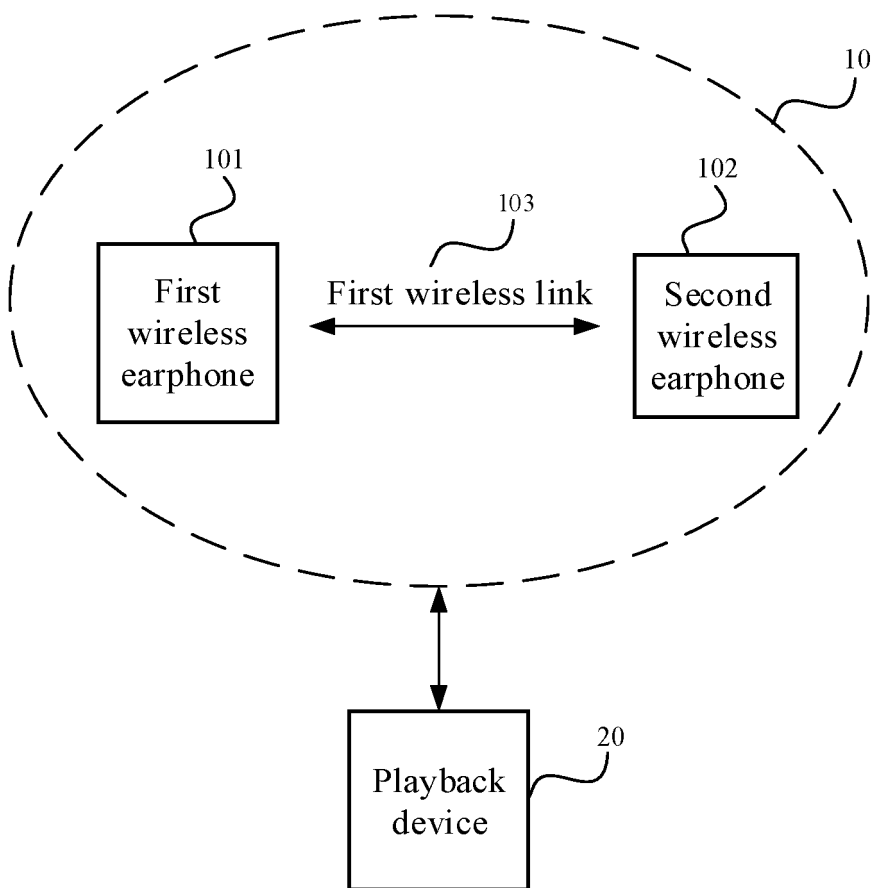 10
101
102
103
First
wireless
earphone
First wireless link
Second
wireless
earphone
20
Playback
device